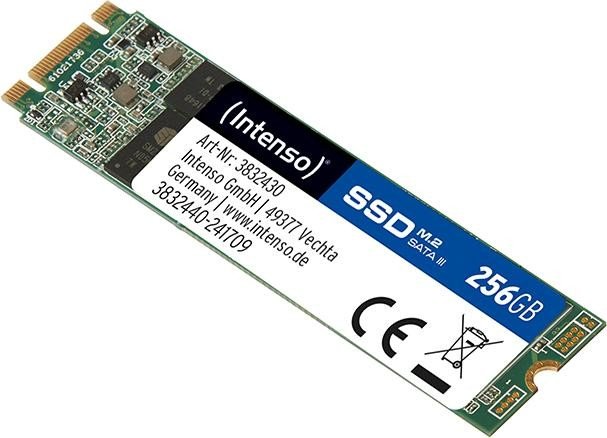 61021736
(Intenso)®
Art-Nr. 3832430
Intenso GmbH | 49377 Vechta
Germany | www.intenso.de
3832440-241709
SSD M.2
SATA III
256GB
CE